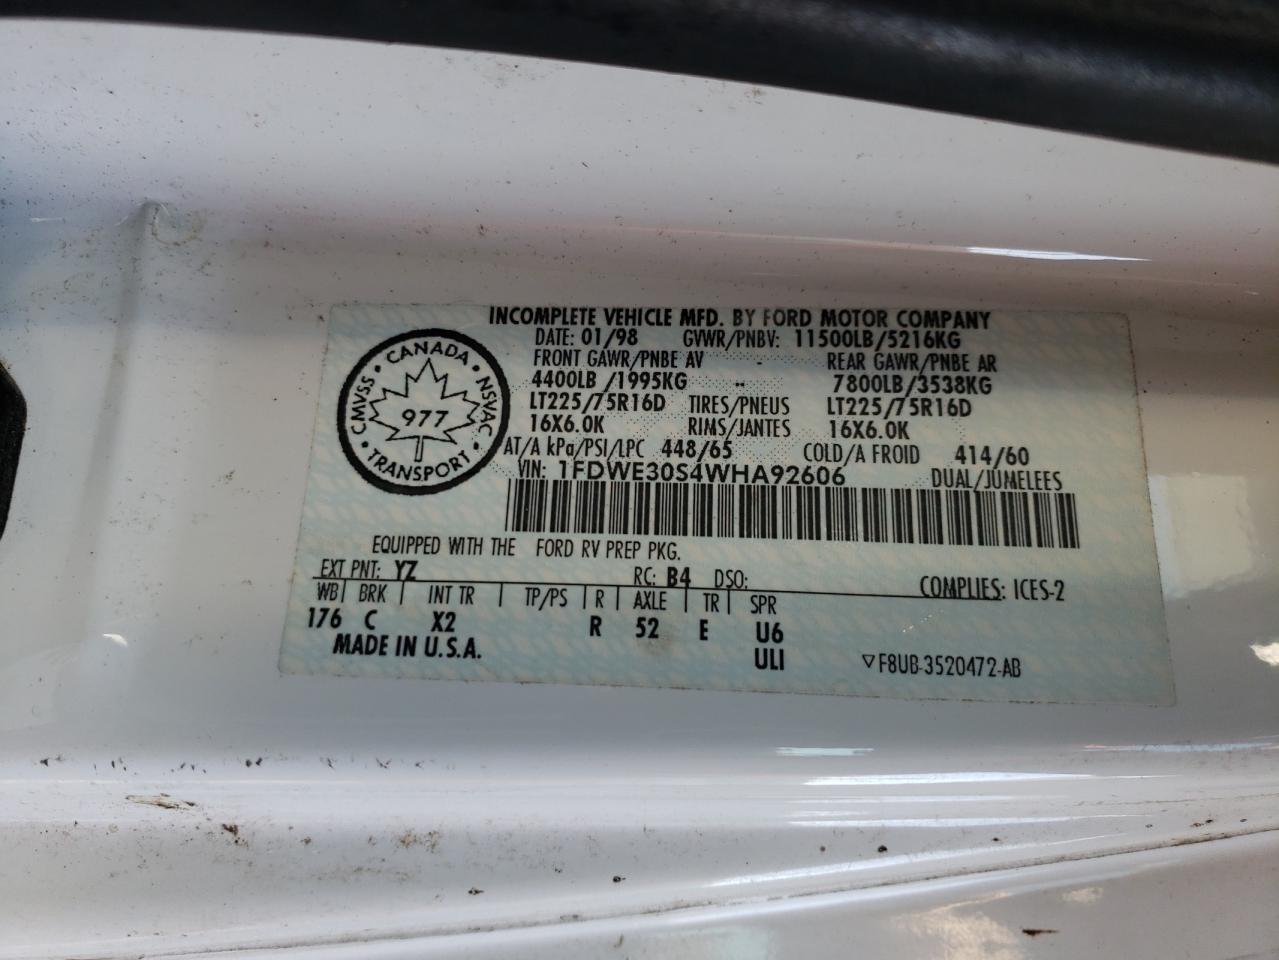 INCOMPLETE VEHICLE MFD. BY FORD MOTOR COMPANY
DATE: 01/98 GVWR/PNBV: 11500LB/5216KG
FRONT GAWR/PNBE AV - REAR GAWR/PNBE AR
4400LB /1995KG -- 7800LB/3538KG
LT225/75R16D TIRES/PNEUS LT225/75R16D
16X6.0K RIMS/JANTES 16X6.0K
AT/A kPa/PSI/LPC 448/65 COLD/A FROID 414/60
VIN: 1FDWE30S4WHA92606 DUAL/JUMELEES
CANADA
CMVSS NSVAC
977
TRANSPORT
EQUIPPED WITH THE FORD RV PREP PKG.
EXT PNT: YZ RC: B4 DSO: COMPLIES: ICES-2
WB BRK INT TR TP/PS R AXLE TR SPR
176 C X2 R 52 E U6
MADE IN U.S.A. ULI ▽F8UB-3520472-AB